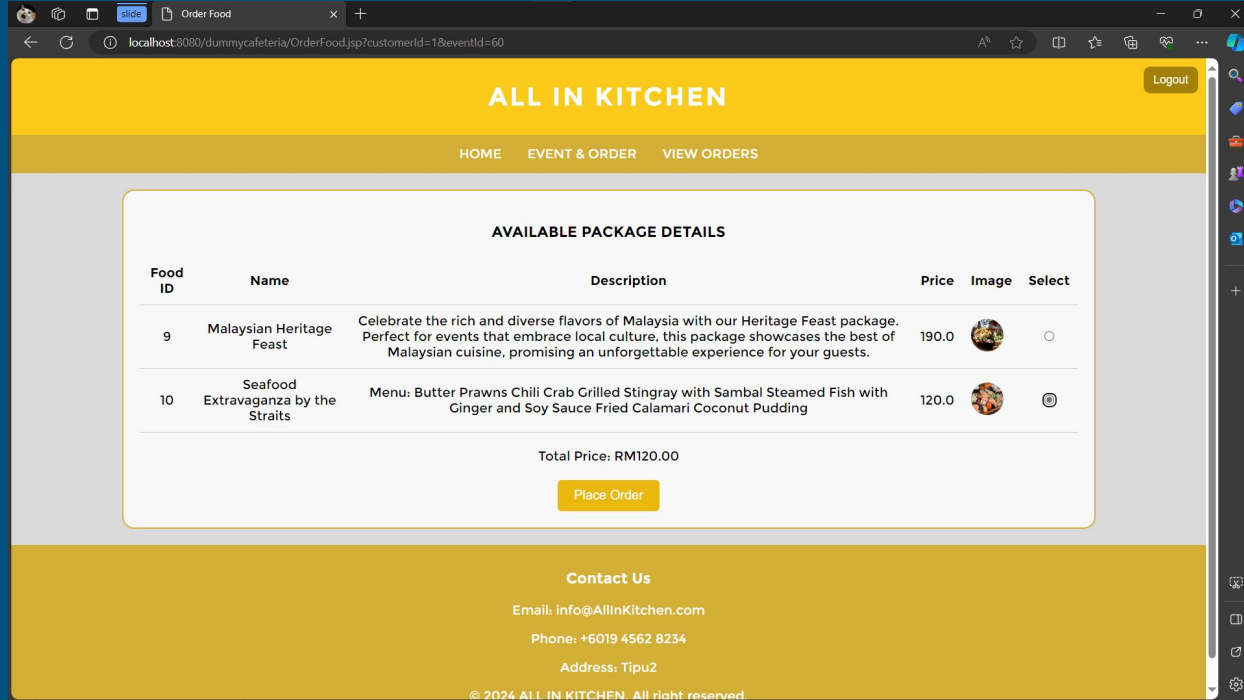 slide
Order Food
localhost:8080/dummycafeteria/OrderFood.jsp?customerId=1&eventId=60
Logout
ALL IN KITCHEN
HOME EVENT & ORDER VIEW ORDERS
AVAILABLE PACKAGE DETAILS
Food
ID
Name
Description
Price
Image
Select
9
Malaysian Heritage
Feast
Celebrate the rich and diverse flavors of Malaysia with our Heritage Feast package.
Perfect for events that embrace local culture, this package showcases the best of
Malaysian cuisine, promising an unforgettable experience for your guests.
190.0
10
Seafood
Extravaganza by the
Straits
Menu: Butter Prawns Chili Crab Grilled Stingray with Sambal Steamed Fish with
Ginger and Soy Sauce Fried Calamari Coconut Pudding
120.0
Total Price: RM120.00
Place Order
Contact Us
Email: info@AllInKitchen.com
Phone: +6019 4562 8234
Address: Tipu2
© 2024 ALL IN KITCHEN. All right reserved.